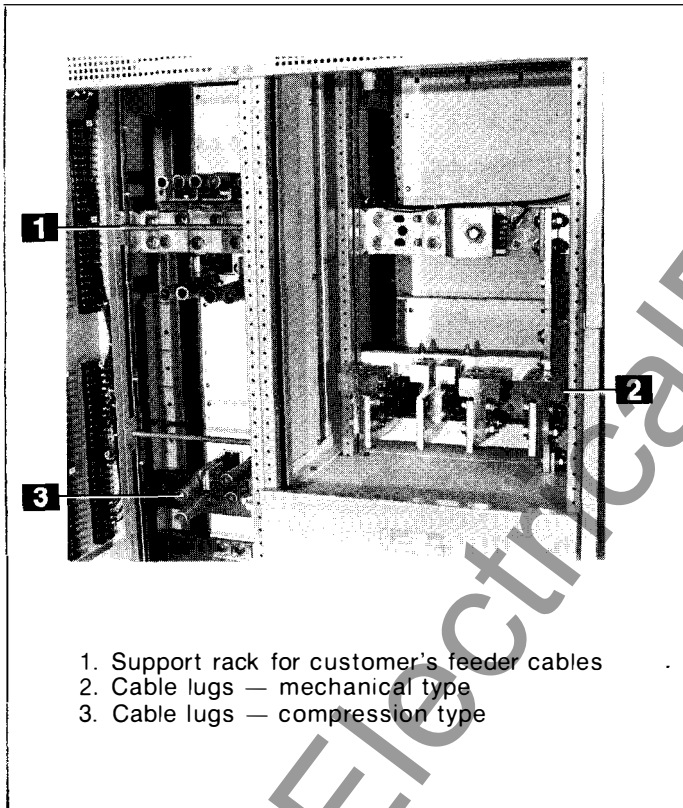 1
2
3
1. Support rack for customer's feeder cables
2. Cable lugs — mechanical type
3. Cable lugs — compression type
Electrical